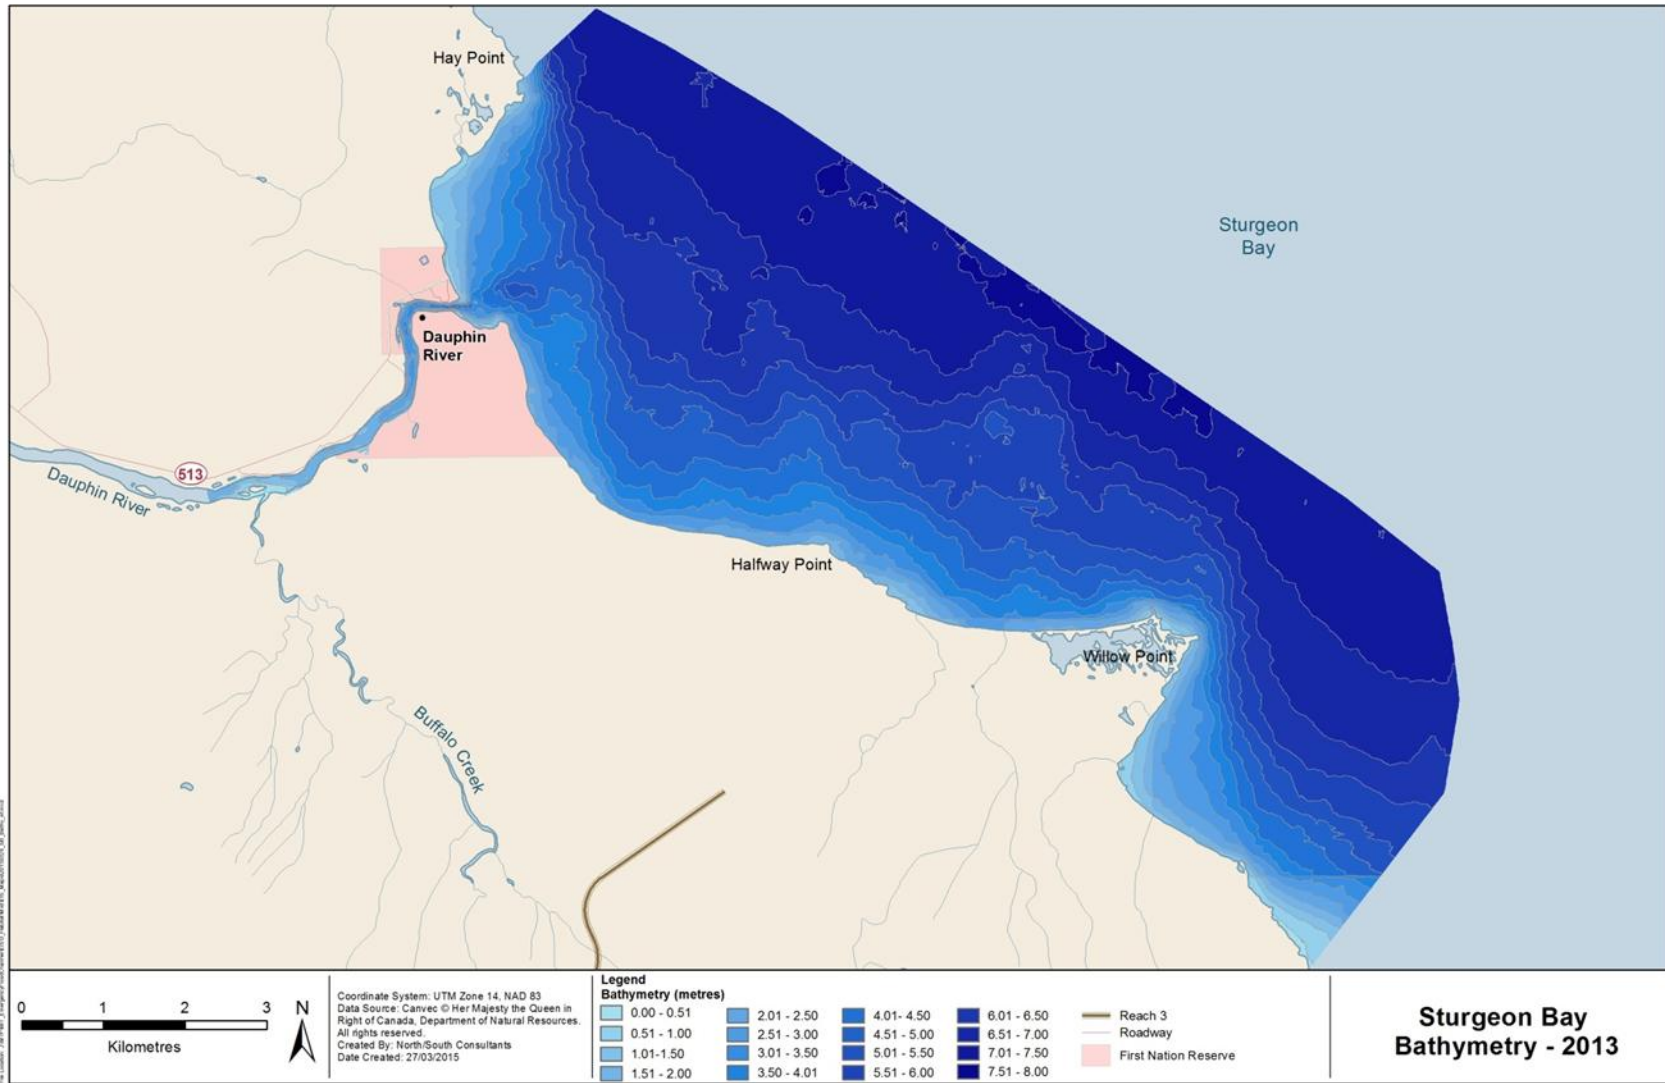 Hay Point
Sturgeon
Bay
Dauphin
River
513
Dauphin River
Halfway Point
Willow Point
Buffalo Creek
0 1 2 3
Kilometres
N
Coordinate System: UTM Zone 14, NAD 83
Data Source: Canvec © Her Majesty the Queen in
Right of Canada, Department of Natural Resources.
All rights reserved.
Created By: North/South Consultants
Date Created: 27/03/2015
Legend
Bathymetry (metres)
0.00 - 0.51
0.51 - 1.00
1.01-1.50
1.51 - 2.00
2.01 - 2.50
2.51 - 3.00
3.01 - 3.50
3.50 - 4.01
4.01- 4.50
4.51 - 5.00
5.01 - 5.50
5.51 - 6.00
6.01 - 6.50
6.51 - 7.00
7.01 - 7.50
7.51 - 8.00
Reach 3
Roadway
First Nation Reserve
Sturgeon Bay
Bathymetry - 2013